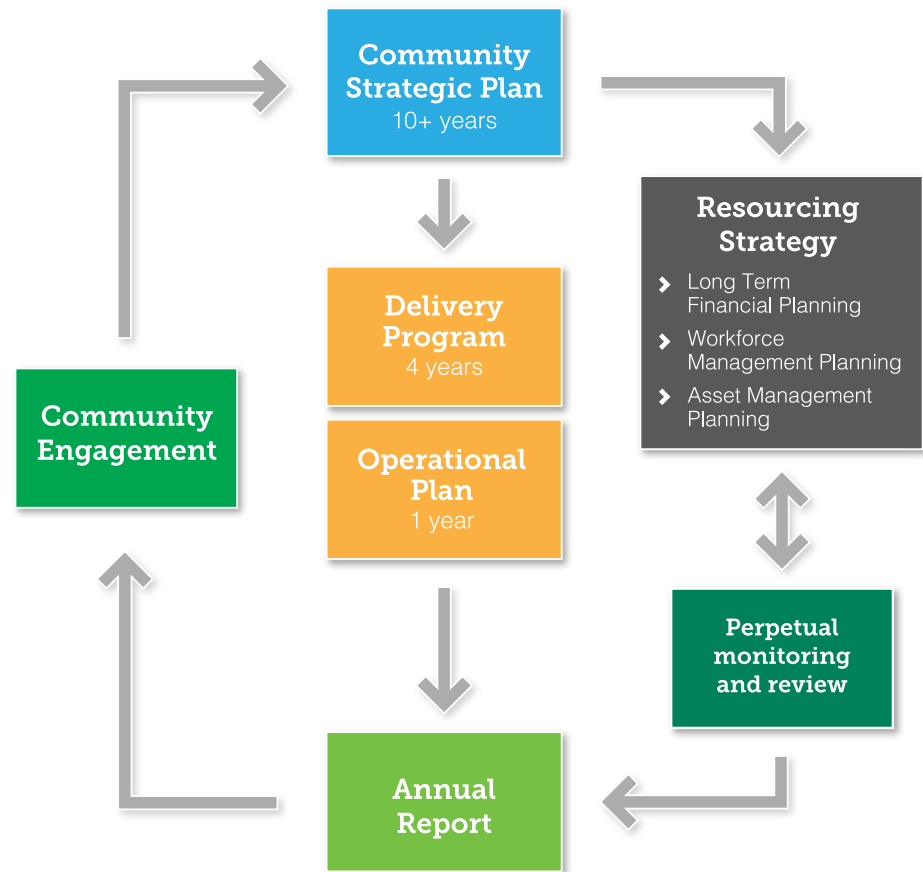 Community
Strategic Plan
10+ years
Resourcing
Strategy
Long Term
Financial Planning
Workforce
Management Planning
Asset Management
Planning
Delivery
Program
4 years
Community
Engagement
Operational
Plan
1 year
Perpetual
monitoring
and review
Annual
Report